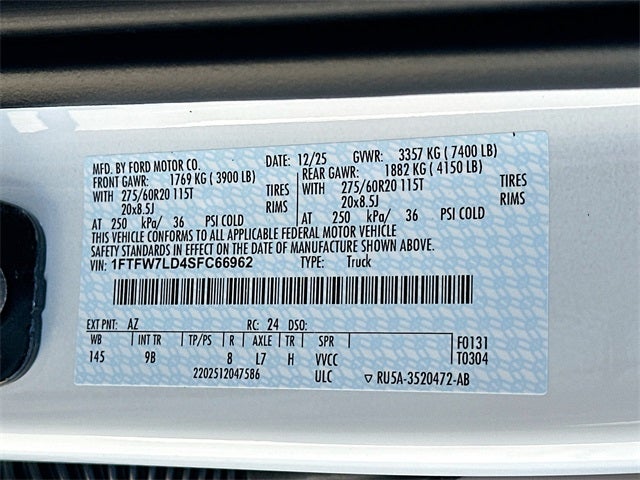 MFD. BY FORD MOTOR CO. DATE: 12/25 GVWR: 3357 KG ( 7400 LB)
FRONT GAWR: 1769 KG ( 3900 LB) REAR GAWR: 1882 KG ( 4150 LB)
WITH 275/60R20 115T TIRES WITH 275/60R20 115T TIRES
20x8.5J RIMS 20x8.5J RIMS
AT 250 kPa/ 36 PSI COLD AT 250 kPa/ 36 PSI COLD
THIS VEHICLE CONFORMS TO ALL APPLICABLE FEDERAL MOTOR VEHICLE
SAFETY STANDARDS IN EFFECT ON THE DATE OF MANUFACTURE SHOWN ABOVE.
VIN: 1FTFW7LD4SFC66962 TYPE: Truck
EXT PNT: AZ RC: 24 DSO:
WB INT TR TP/PS R AXLE TR SPR F0131
145 9B 8 L7 H VVCC T0304
2202512047586 ULC ▽ RU5A-3520472-AB